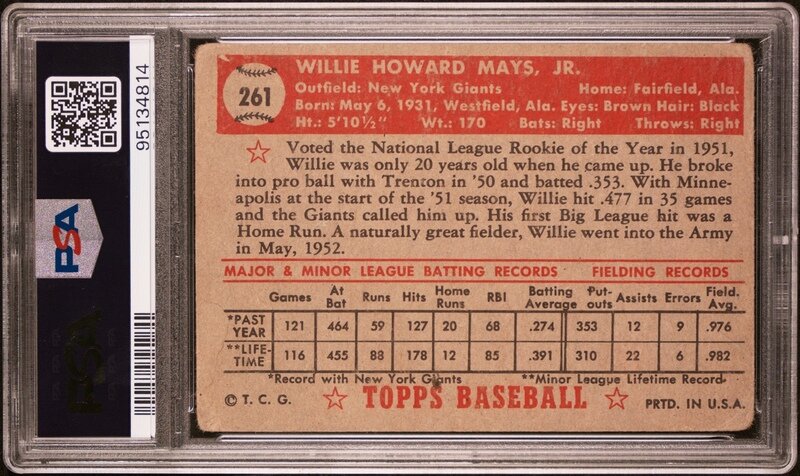 PSA
95134814
PSA
261
WILLIE HOWARD MAYS, JR.
Outfield: New York Giants Home: Fairfield, Ala.
Born: May 6, 1931, Westfield, Ala. Eyes: Brown Hair: Black
Ht.: 5'10½" Wt.: 170 Bats: Right Throws: Right
Voted the National League Rookie of the Year in 1951,
Willie was only 20 years old when he came up. He broke
into pro ball with Trenton in '50 and batted .353. With Minne-
apolis at the start of the '51 season, Willie hit .477 in 35 games
and the Giants called him up. His first Big League hit was a
Home Run. A naturally great fielder, Willie went into the Army
in May, 1952.
MAJOR & MINOR LEAGUE BATTING RECORDS FIELDING RECORDS
Games At Bat Runs Hits Home Runs RBI Batting Average Put-outs Assists Errors Field. Avg.
*PAST YEAR 121 464 59 127 20 68 .274 353 12 9 .976
**LIFE-TIME 116 455 88 178 12 85 .391 310 22 6 .982
*Record with New York Giants **Minor League Lifetime Record
© T. C. G. TOPPS BASEBALL PRTD. IN U.S.A.